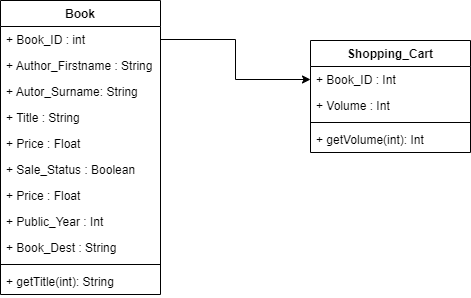 Book
+ Book_ID : int
+ Author_Firstname : String
+ Autor_Surname: String
+ Title : String
+ Price : Float
+ Sale_Status : Boolean
+ Price : Float
+ Public_Year : Int
+ Book_Dest : String
+ getTitle(int): String
Shopping_Cart
+ Book_ID : Int
+ Volume : Int
+ getVolume(int): Int